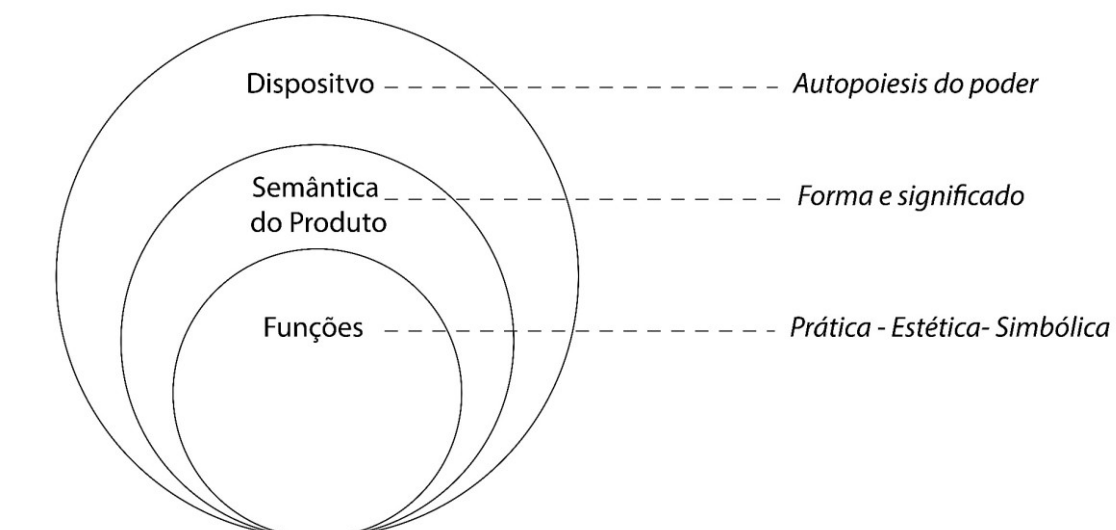 Dispositvo
Autopoiesis do poder
Semântica
do Produto
Forma e significado
Funções
Prática - Estética- Simbólica